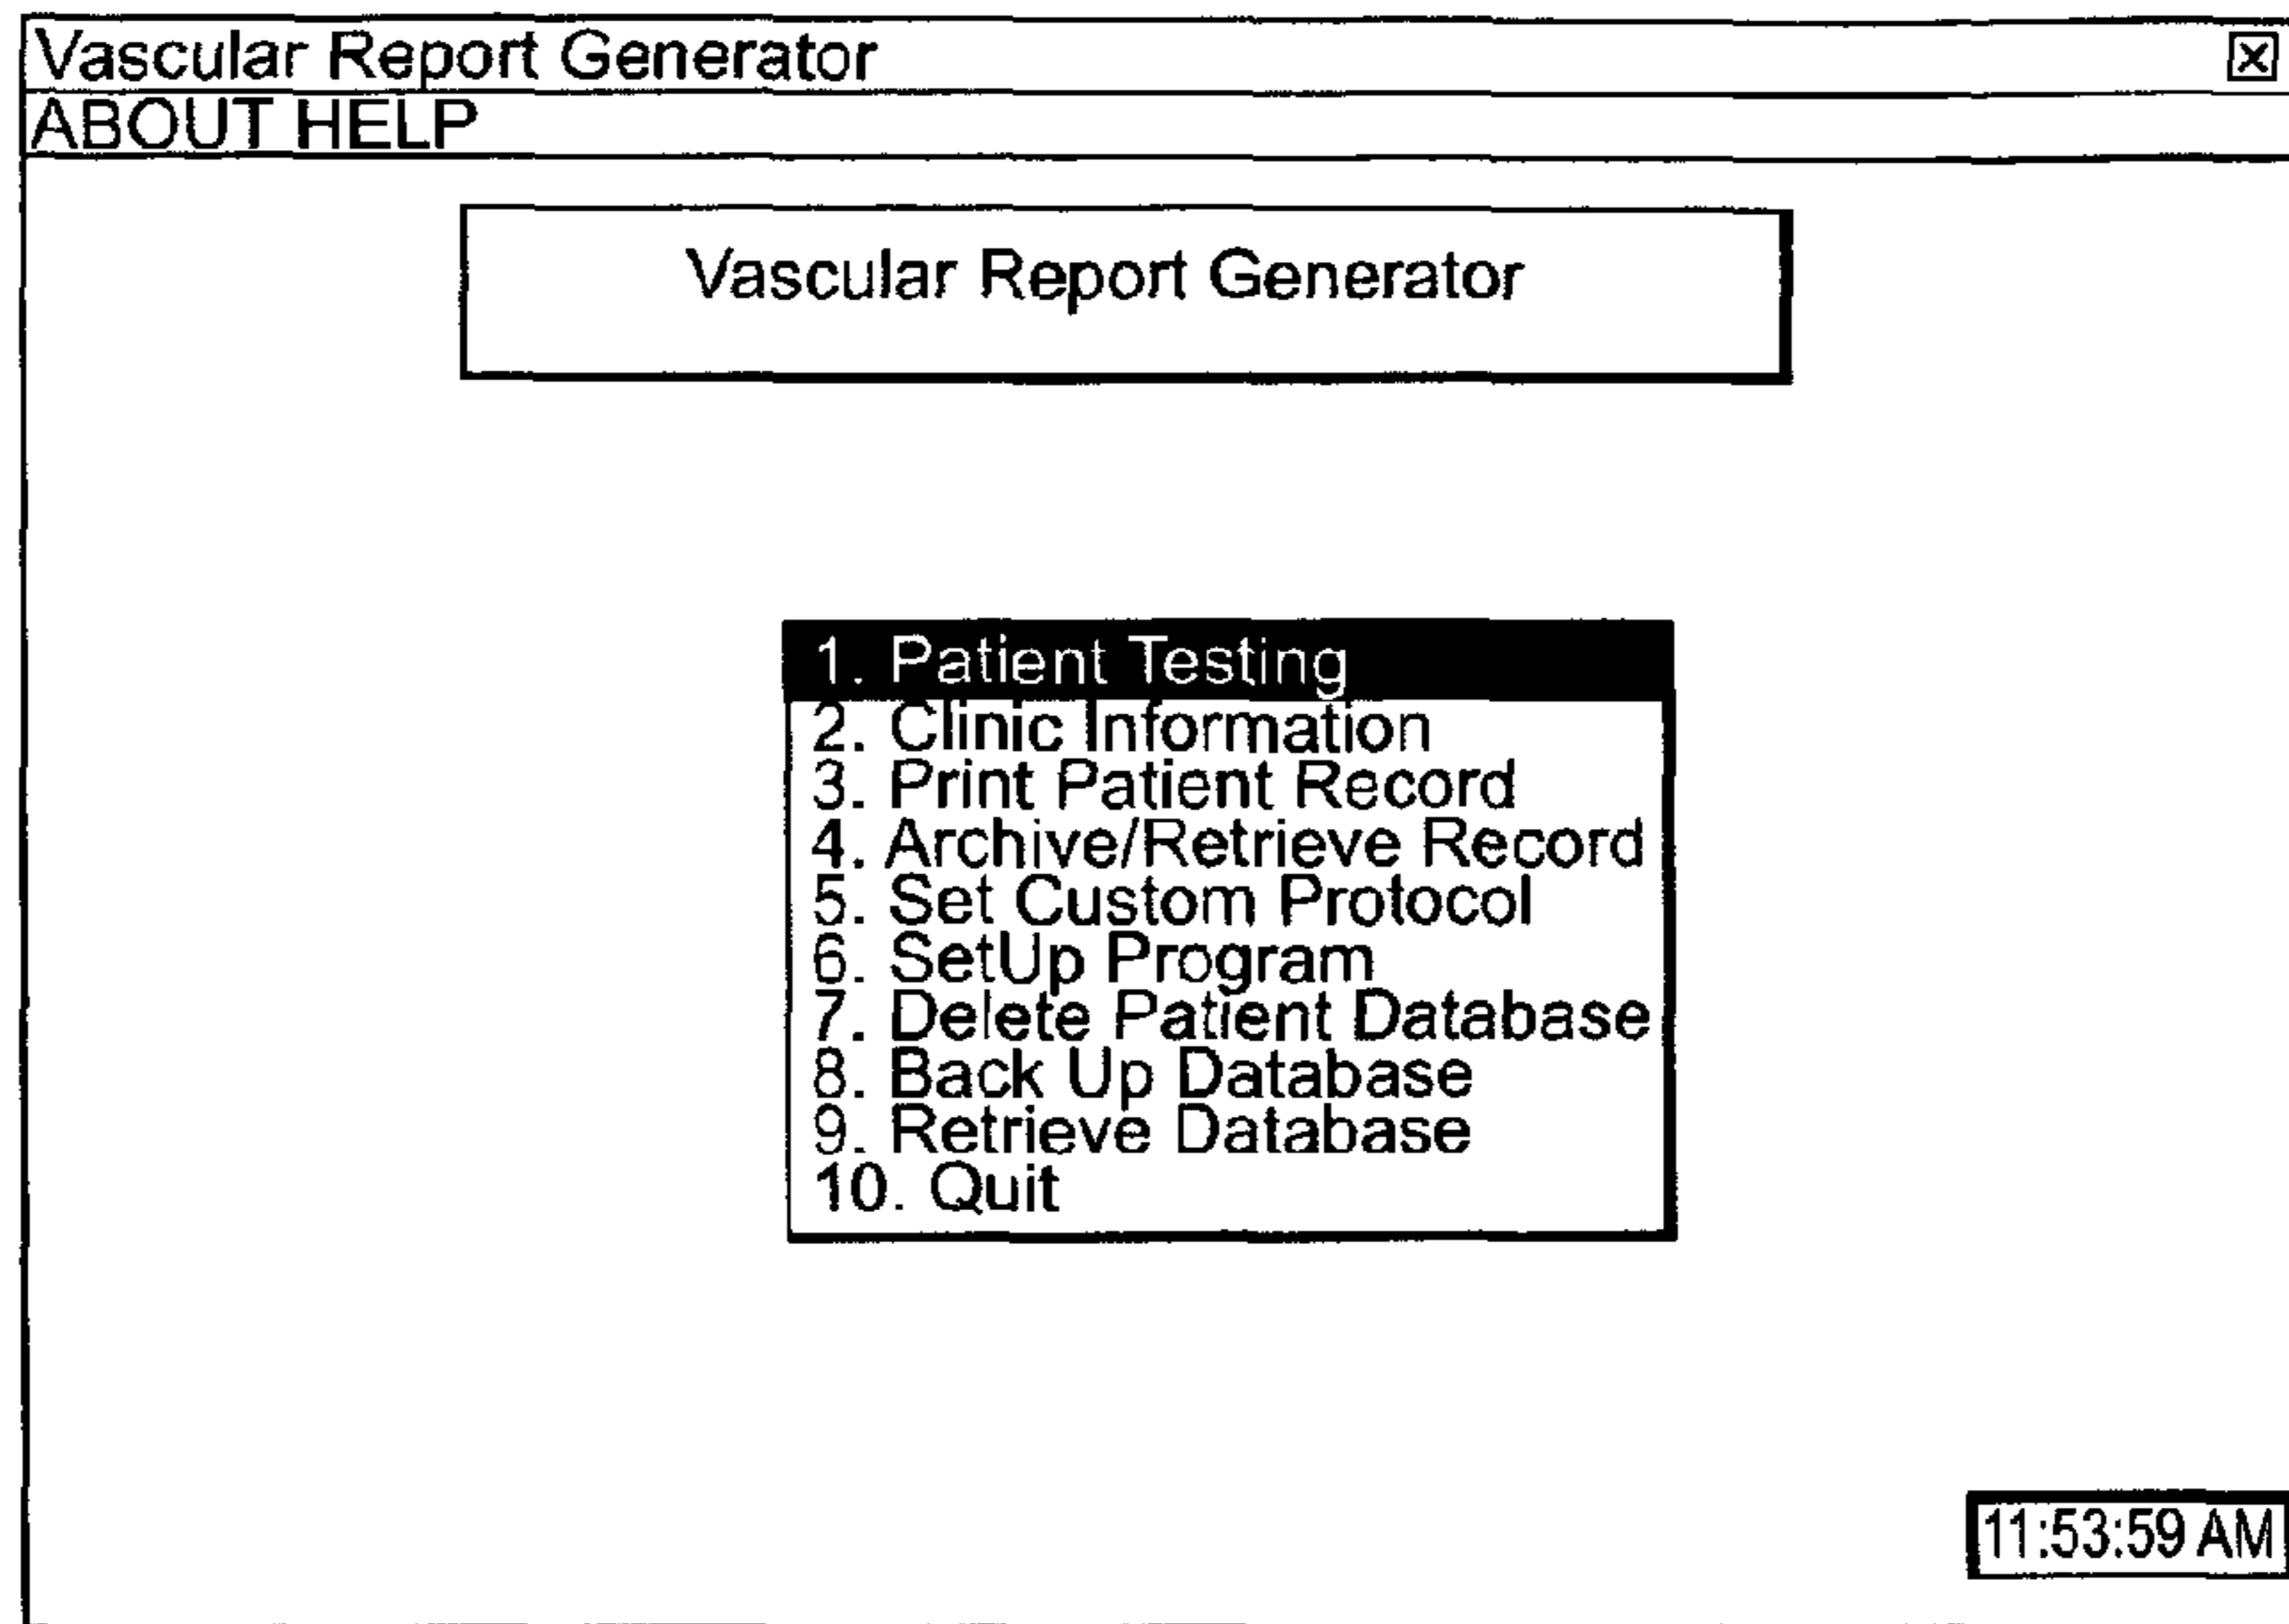 Vascular Report Generator
ABOUT HELP
Vascular Report Generator
1. Patient Testing
2. Clinic Information
3. Print Patient Record
4. Archive/Retrieve Record
5. Set Custom Protocol
6. SetUp Program
7. Delete Patient Database
8. Back Up Database
9. Retrieve Database
10. Quit
11:53:59 AM